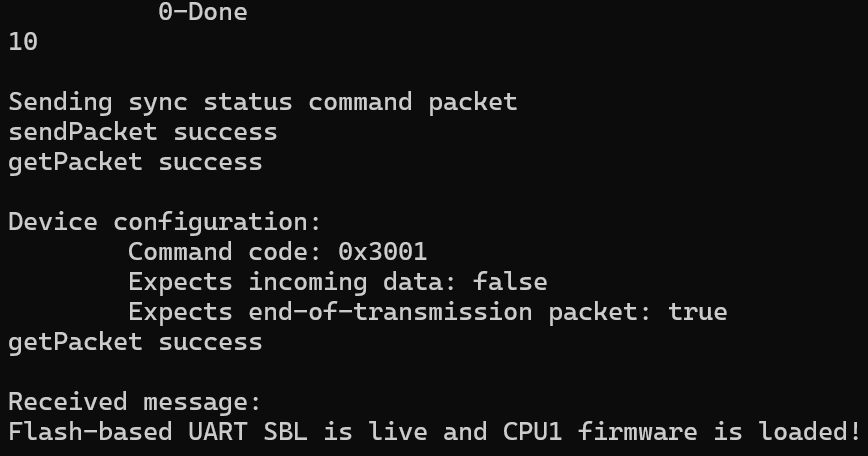 0-Done
10
Sending sync status command packet
sendPacket success
getPacket success
Device configuration:
Command code: 0x3001
Expects incoming data: false
Expects end-of-transmission packet: true
getPacket success
Received message:
Flash-based UART SBL is live and CPU1 firmware is loaded!